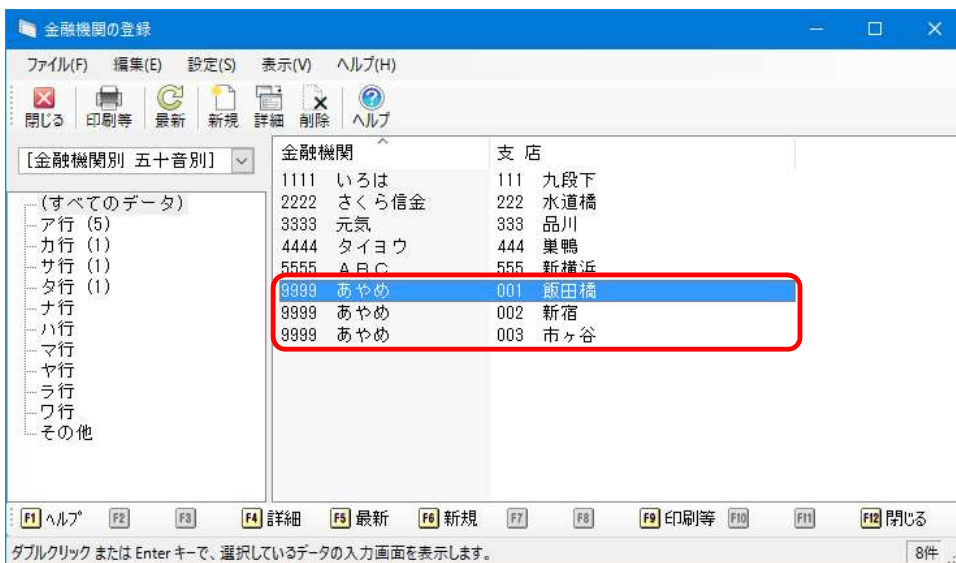 金融機関の登録
ファイル(F) 編集(E) 設定(S) 表示(V) ヘルプ(H)
閉じる 印刷等 最新 新規 詳細 削除 ヘルプ
[金融機関別 五十音別]
(すべてのデータ)
ア行 (5)
カ行 (1)
サ行 (1)
タ行 (1)
ナ行
ハ行
マ行
ヤ行
ラ行
ワ行
その他
金融機関 支 店
1111 いろは 111 九段下
2222 さくら信金 222 水道橋
3333 元気 333 品川
4444 タイヨウ 444 巣鴨
5555 ABC 555 新横浜
9999 あやめ 001 飯田橋
9999 あやめ 002 新宿
9999 あやめ 003 市ヶ谷
F1 ヘルプ F2 F3 F4 詳細 F5 最新 F6 新規 F7 F8 F9 印刷等 F10 F11 F12 閉じる
ダブルクリック または Enter キーで、選択しているデータの入力画面を表示します。 8件